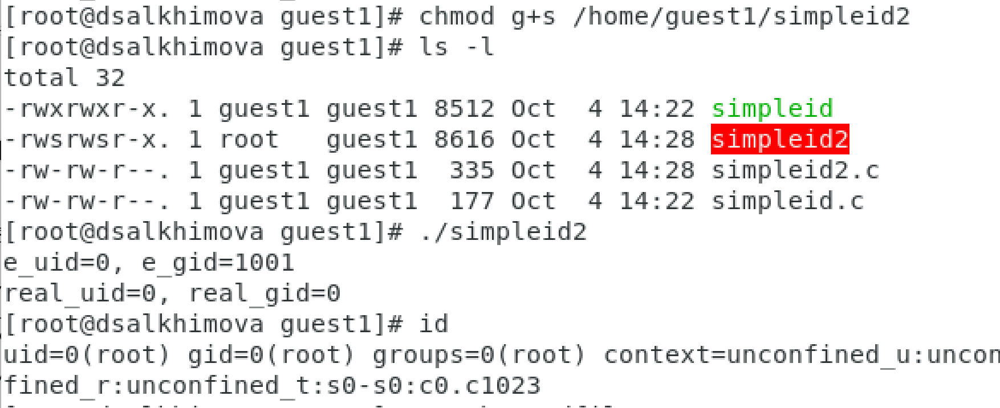 [root@dsalkhimova guest1]# chmod g+s /home/guest1/simpleid2
[root@dsalkhimova guest1]# ls -l
total 32
-rwxrwxr-x. 1 guest1 guest1 8512 Oct  4 14:22 simpleid
-rwsrwsr-x. 1 root   guest1 8616 Oct  4 14:28 simpleid2
-rw-rw-r--. 1 guest1 guest1  335 Oct  4 14:28 simpleid2.c
-rw-rw-r--. 1 guest1 guest1  177 Oct  4 14:22 simpleid.c
[root@dsalkhimova guest1]# ./simpleid2
e_uid=0, e_gid=1001
real_uid=0, real_gid=0
[root@dsalkhimova guest1]# id
uid=0(root) gid=0(root) groups=0(root) context=unconfined_u:uncon
fined_r:unconfined_t:s0-s0:c0.c1023